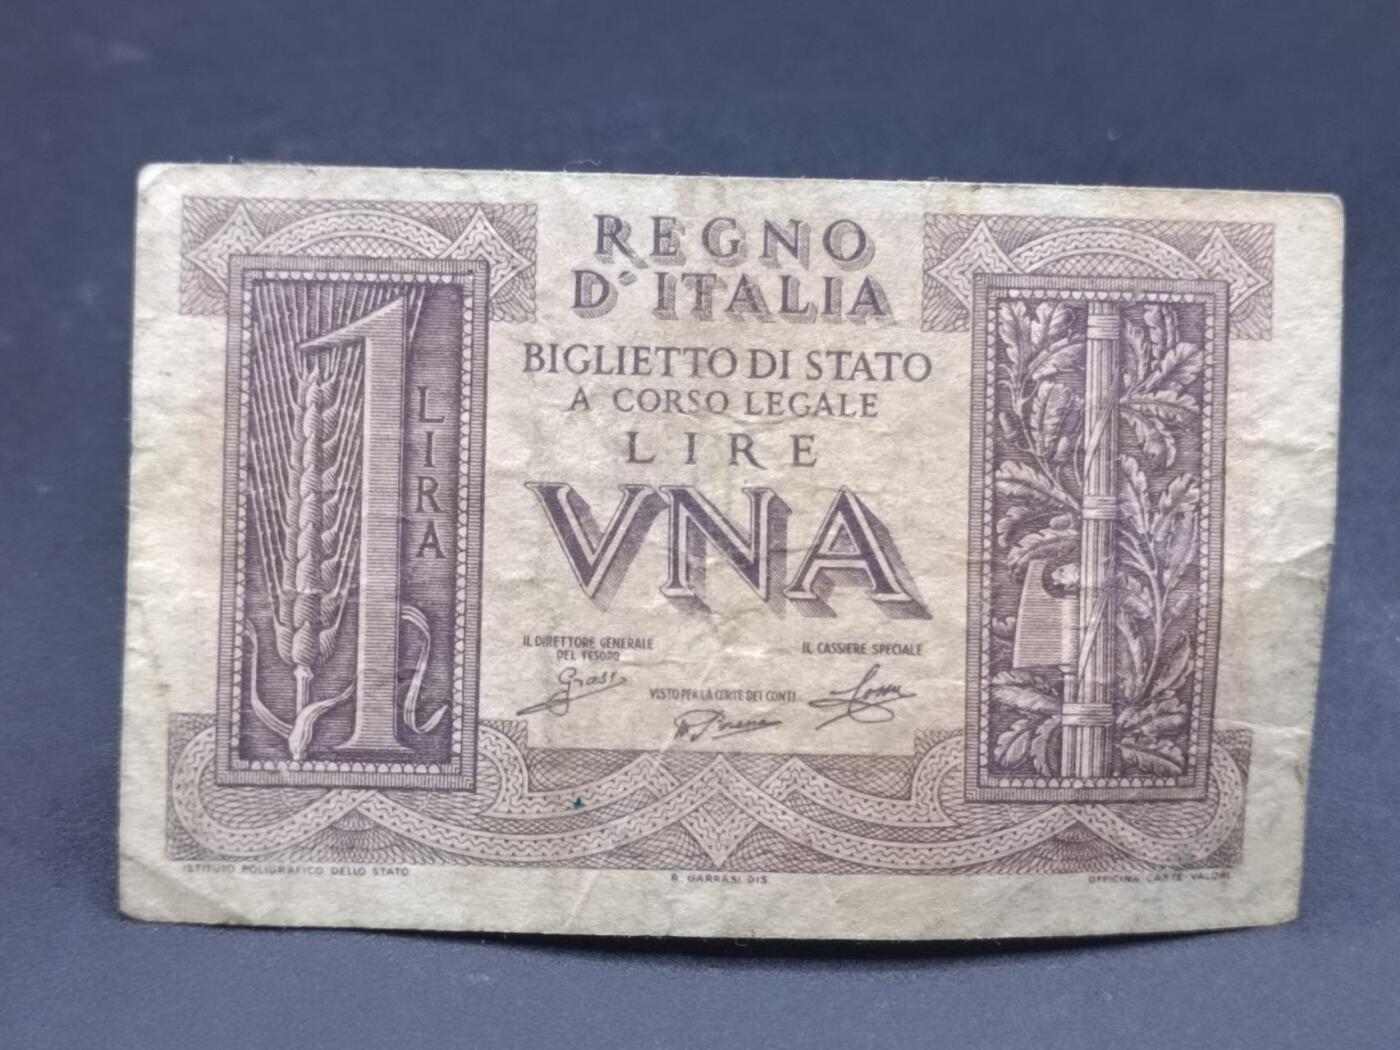 REGNO
D'ITALIA
BIGLIETTO DI STATO
A CORSO LEGALE
LIRE
VNA
1
LIRA
IL DIRETTORE GENERALE
DEL TESORO
IL CASSIERE SPECIALE
Grassi
VISTO PER LA CORTE DEI CONTI
ISTITUTO POLIGRAFICO DELLO STATO
R. GARRASI DIS.
OFFICINA CARTE-VALORI